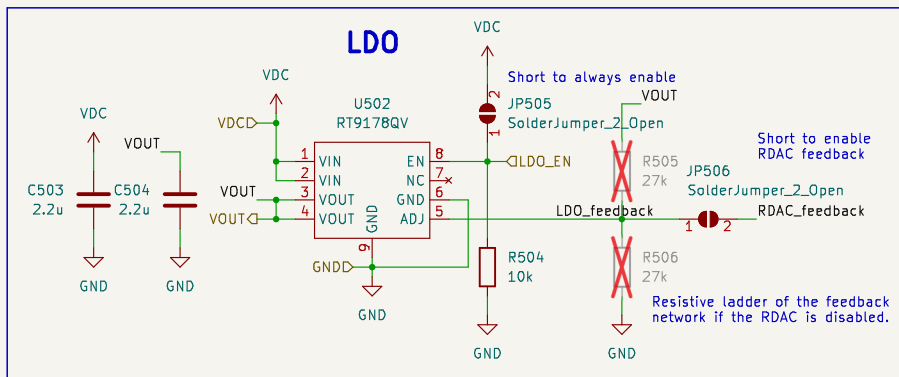 LDO
VDC
Short to always enable
VDC
U502
RT9178QV
2
1
JP505
SolderJumper_2_Open
VOUT
VDC
VDC
VOUT
Short to enable
RDAC feedback
1
2
3
4
VIN
VIN
VOUT
VOUT
GND
EN
NC
GND
ADJ
8
7
6
5
9
LDO_EN
R505
27k
JP506
SolderJumper_2_Open
C503
2.2u
C504
2.2u
VOUT
VOUT
LDO_feedback
1
2
RDAC_feedback
GND
R504
10k
R506
27k
GND
GND
GND
Resistive ladder of the feedback
network if the RDAC is disabled.
GND
GND